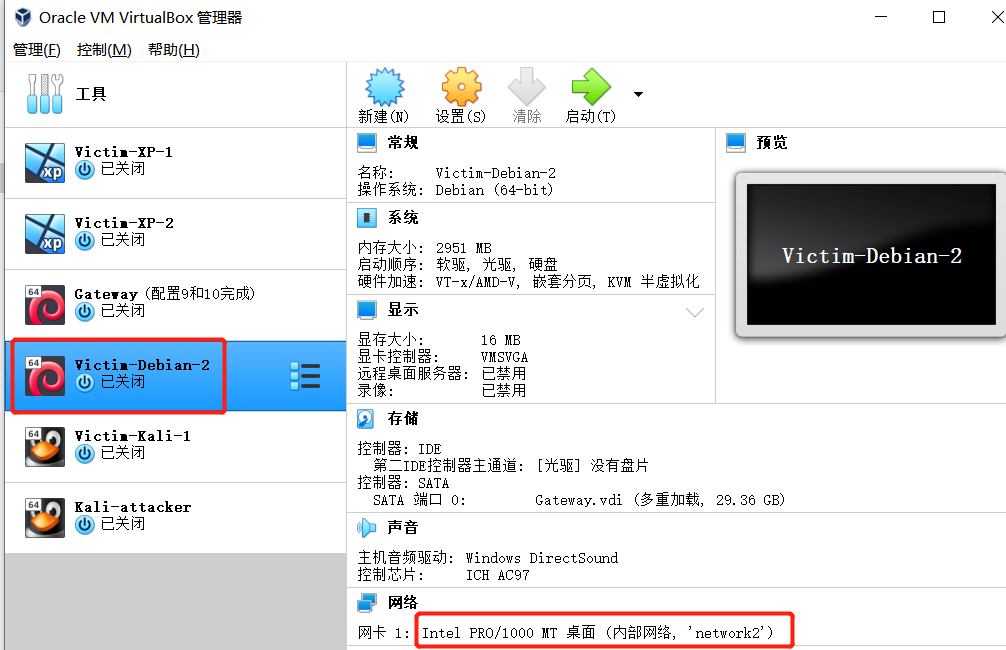 Oracle VM VirtualBox 管理器
管理(F) 控制(M) 帮助(H)
工具
Victim-XP-1
已关闭
Victim-XP-2
已关闭
64
Gateway (配置9和10完成)
已关闭
64
Victim-Debian-2
已关闭
64
Victim-Kali-1
已关闭
64
Kali-attacker
已关闭
新建(N) 设置(S) 清除 启动(T)
常规
名称: Victim-Debian-2
操作系统: Debian (64-bit)
系统
内存大小: 2951 MB
启动顺序: 软驱, 光驱, 硬盘
硬件加速: VT-x/AMD-V, 嵌套分页, KVM 半虚拟化
显示
显存大小: 16 MB
显卡控制器: VMSVGA
远程桌面服务器: 已禁用
录像: 已禁用
预览
Victim-Debian-2
存储
控制器: IDE
第二IDE控制器主通道: [光驱] 没有盘片
控制器: SATA
SATA 端口 0: Gateway.vdi (多重加载, 29.36 GB)
声音
主机音频驱动: Windows DirectSound
控制芯片: ICH AC97
网络
网卡 1: Intel PRO/1000 MT 桌面 (内部网络, 'network2')